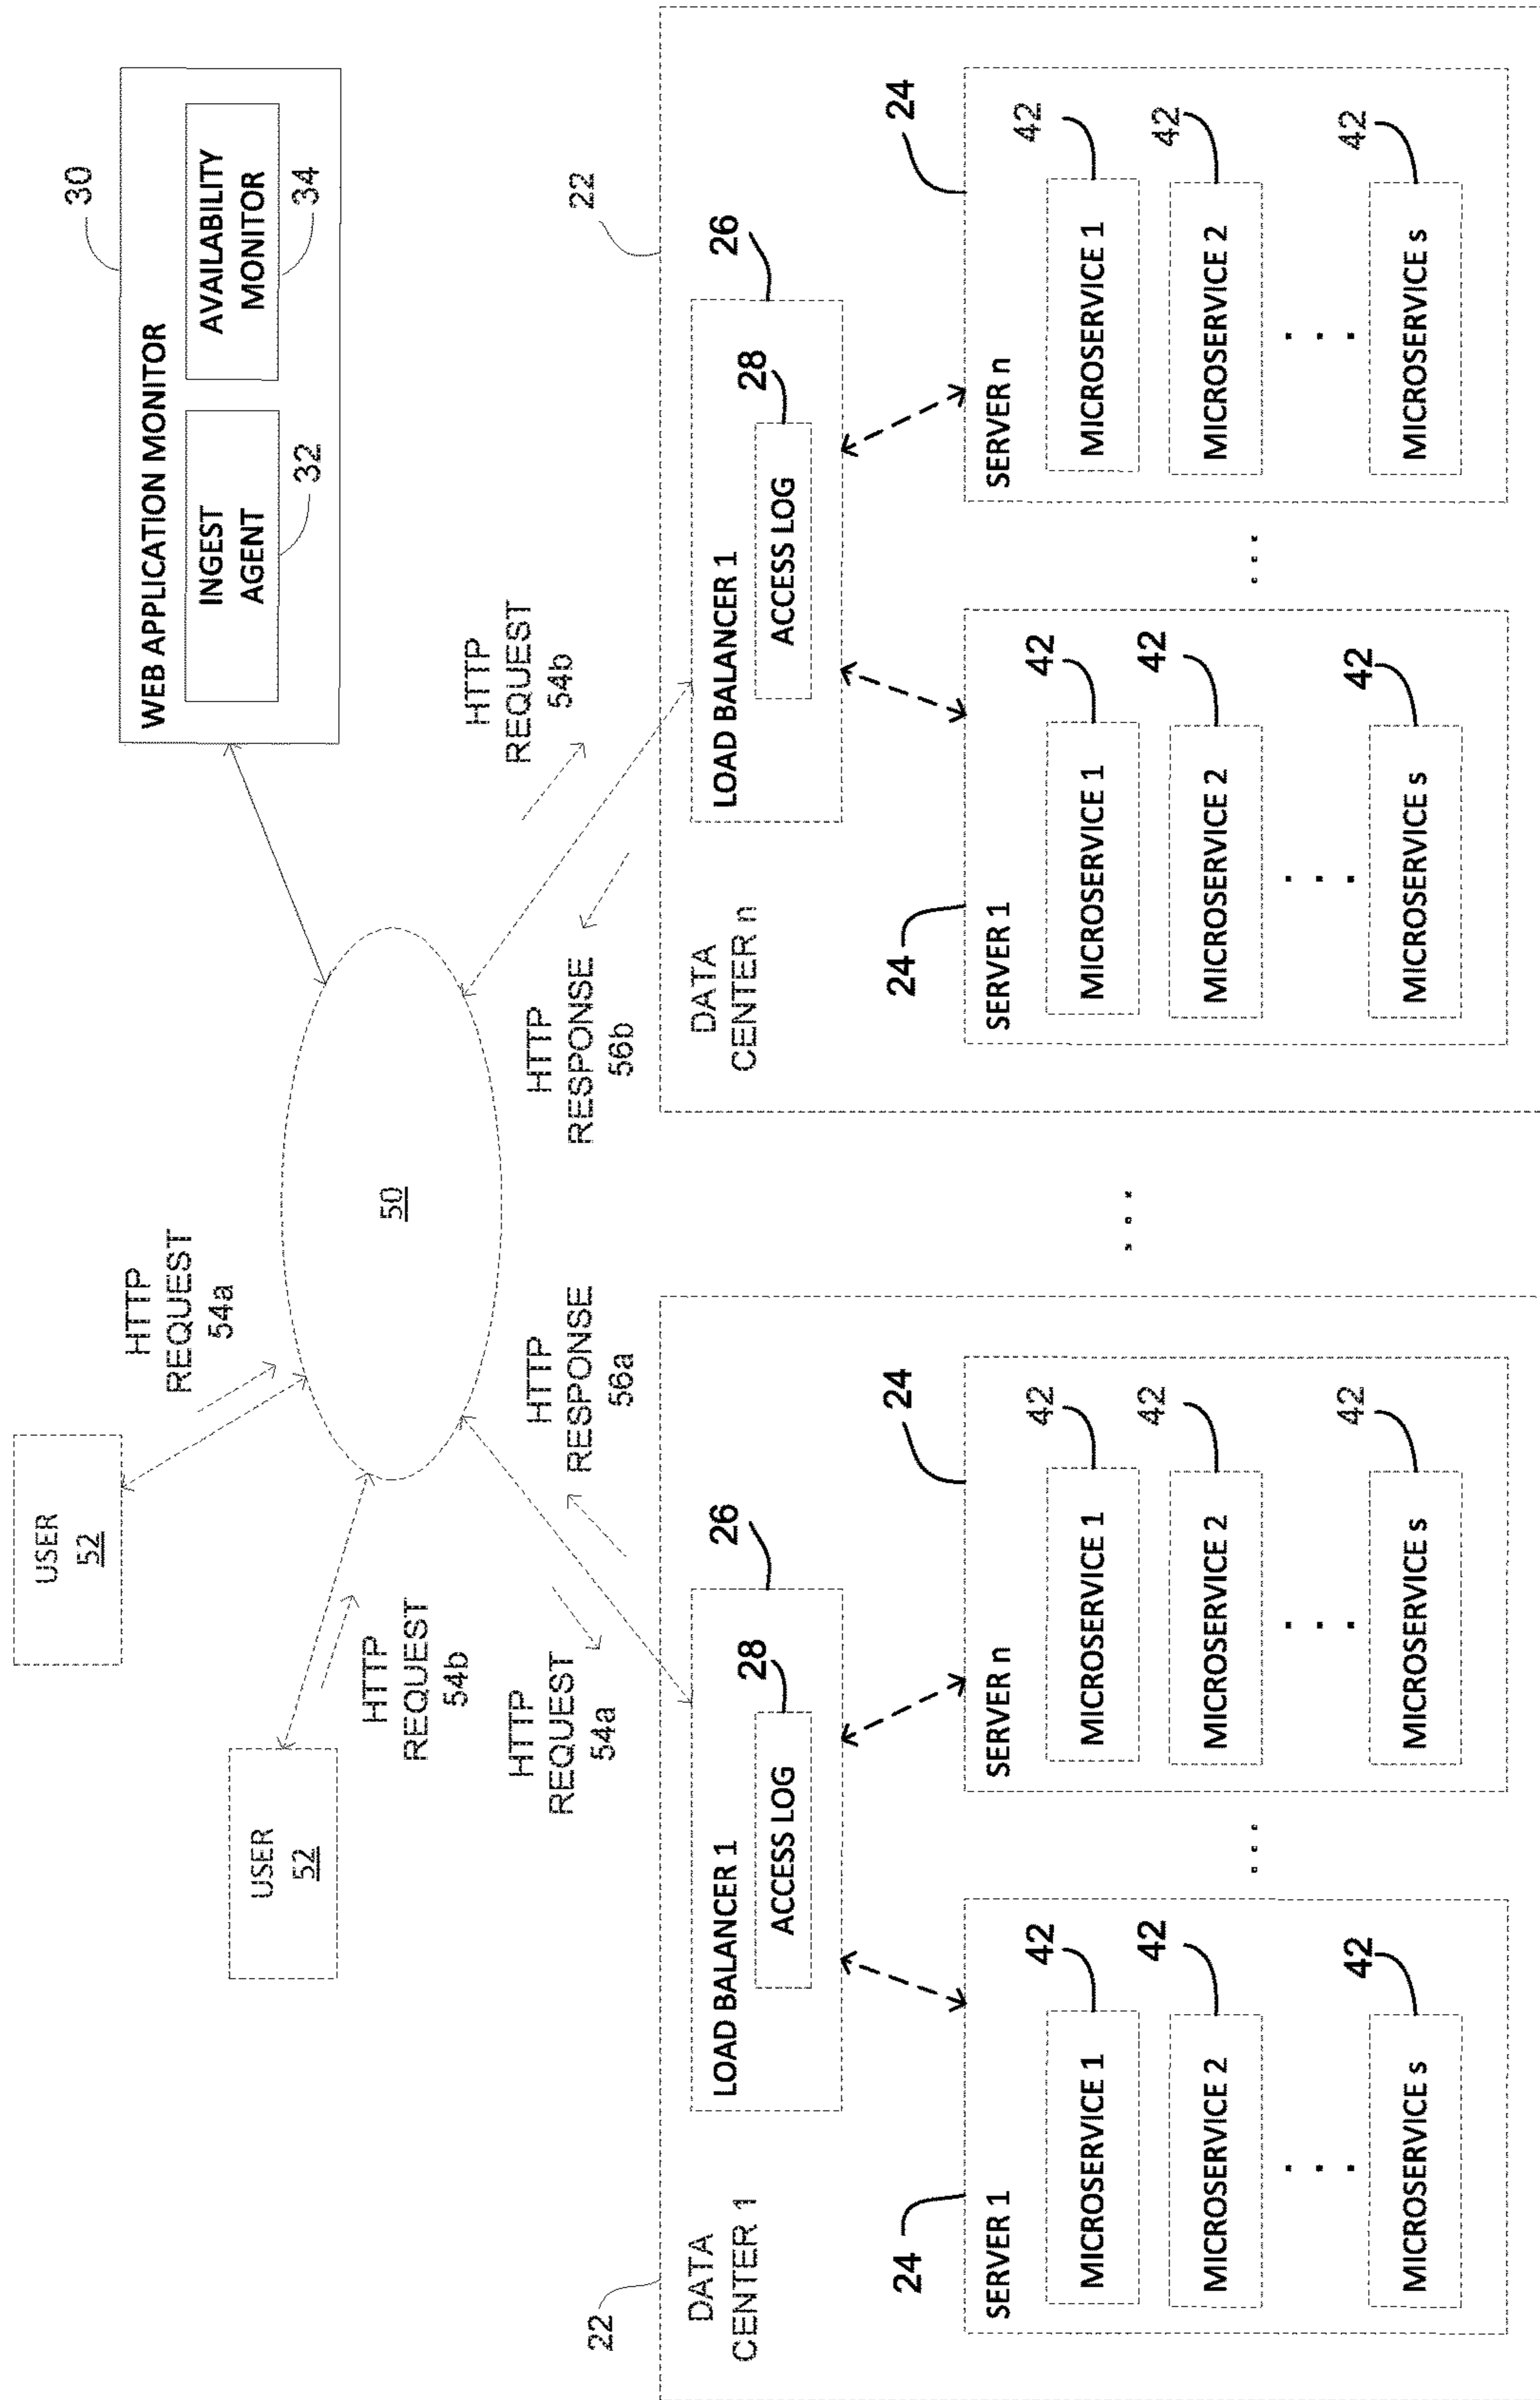 USER
52
HTTP
REQUEST
54a
30
WEB APPLICATION MONITOR
INGEST
AGENT
32
AVAILABILITY
MONITOR
34
USER
52
HTTP
REQUEST
54b
50
HTTP
REQUEST
54a
HTTP
RESPONSE
56a
HTTP
RESPONSE
56b
HTTP
REQUEST
54b
22
DATA
CENTER 1
LOAD BALANCER 1
26
ACCESS LOG
28
24
SERVER 1
MICROSERVICE 1
42
MICROSERVICE 2
42
. . .
MICROSERVICE s
42
. . .
24
SERVER n
MICROSERVICE 1
42
MICROSERVICE 2
42
. . .
MICROSERVICE s
42
. . .
22
DATA
CENTER n
LOAD BALANCER 1
26
ACCESS LOG
28
24
SERVER 1
MICROSERVICE 1
42
MICROSERVICE 2
42
. . .
MICROSERVICE s
42
. . .
24
SERVER n
MICROSERVICE 1
42
MICROSERVICE 2
42
. . .
MICROSERVICE s
42